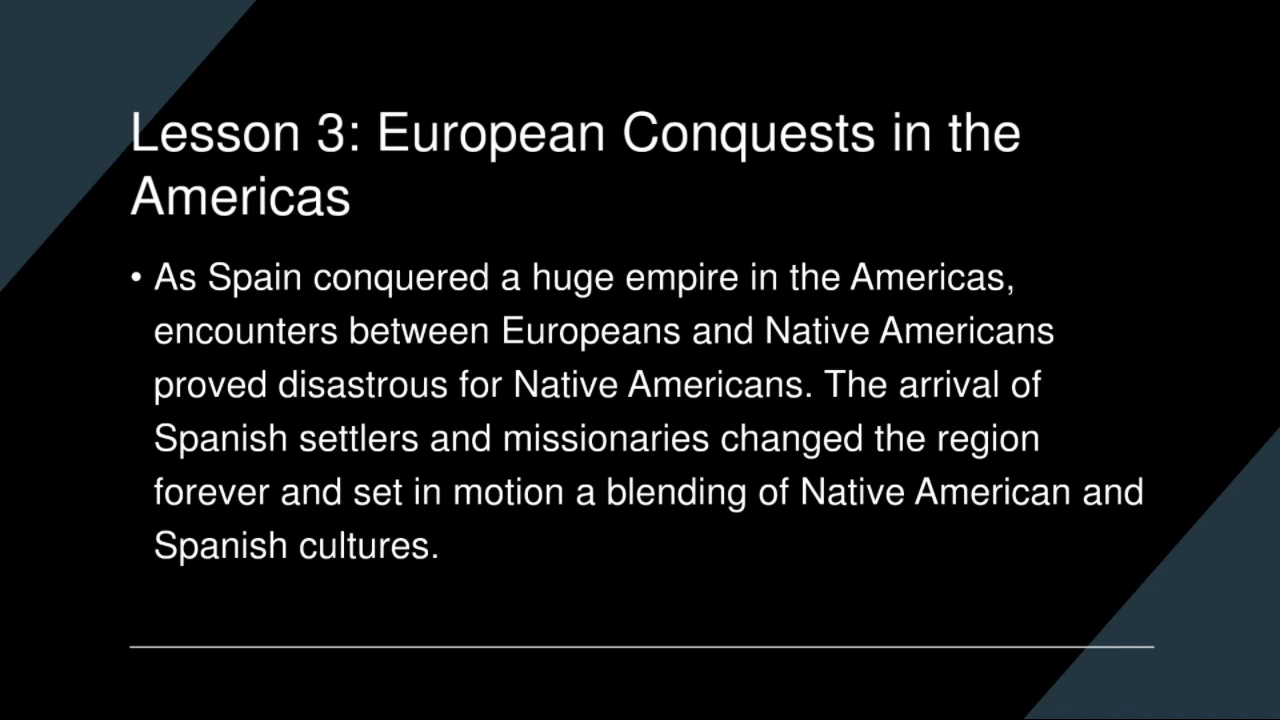 Lesson 3: European Conquests in the
Americas
• As Spain conquered a huge empire in the Americas,
encounters between Europeans and Native Americans
proved disastrous for Native Americans. The arrival of
Spanish settlers and missionaries changed the region
forever and set in motion a blending of Native American and
Spanish cultures.